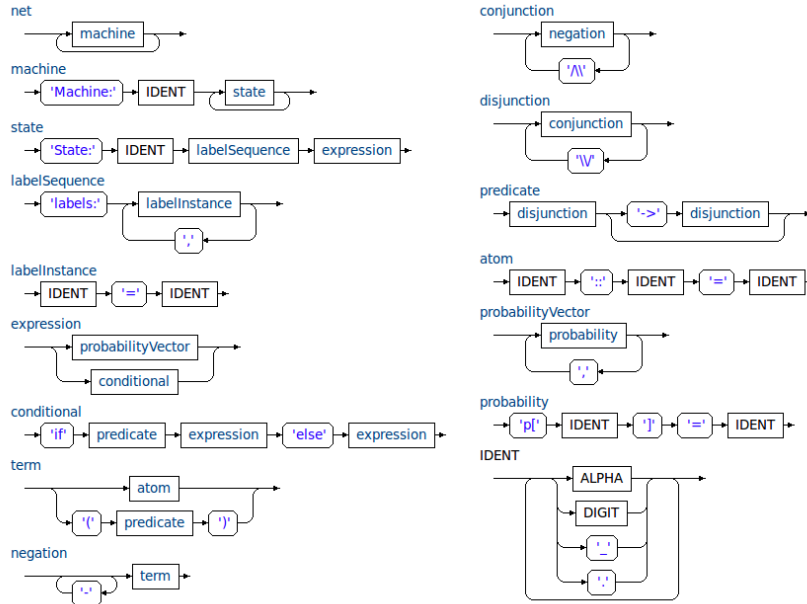 net
machine
machine
'Machine:' IDENT state
state
'State:' IDENT labelSequence expression
labelSequence
'labels:' labelInstance
','
labelInstance
IDENT '=' IDENT
expression
probabilityVector
conditional
conditional
'if' predicate expression 'else' expression
term
atom
'(' predicate ')'
negation
'-' term
conjunction
negation
'/\\'
disjunction
conjunction
'\\/'
predicate
disjunction '->' disjunction
atom
IDENT '::' IDENT '=' IDENT
probabilityVector
probability
','
probability
'p[' IDENT ']' '=' IDENT
IDENT
ALPHA
DIGIT
'_'
'.'